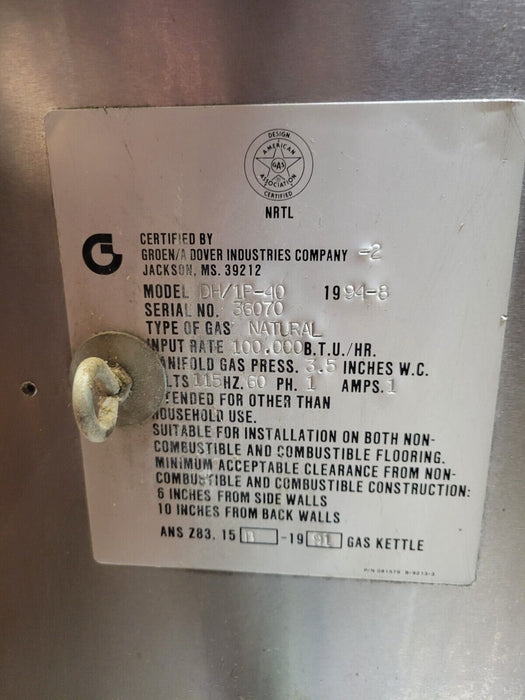 DESIGN
AMERICAN
GAS
ASSOCIATION
CERTIFIED
NRTL
G
CERTIFIED BY
GROEN/A DOVER INDUSTRIES COMPANY -2
JACKSON, MS. 39212
MODEL DH/1P-40 1994-8
SERIAL NO. 36070
TYPE OF GAS NATURAL
INPUT RATE 100.000 B.T.U./HR.
ANIFOLD GAS PRESS. 3.5 INCHES W.C.
LTS 115 HZ. 60 PH. 1 AMPS. 1
TENDED FOR OTHER THAN
OUSEHOLD USE.
SUITABLE FOR INSTALLATION ON BOTH NON-
COMBUSTIBLE AND COMBUSTIBLE FLOORING.
MINIMUM ACCEPTABLE CLEARANCE FROM NON-
COMBUSTIBLE AND COMBUSTIBLE CONSTRUCTION:
6 INCHES FROM SIDE WALLS
10 INCHES FROM BACK WALLS
ANS Z83. 15 B -19 91 GAS KETTLE